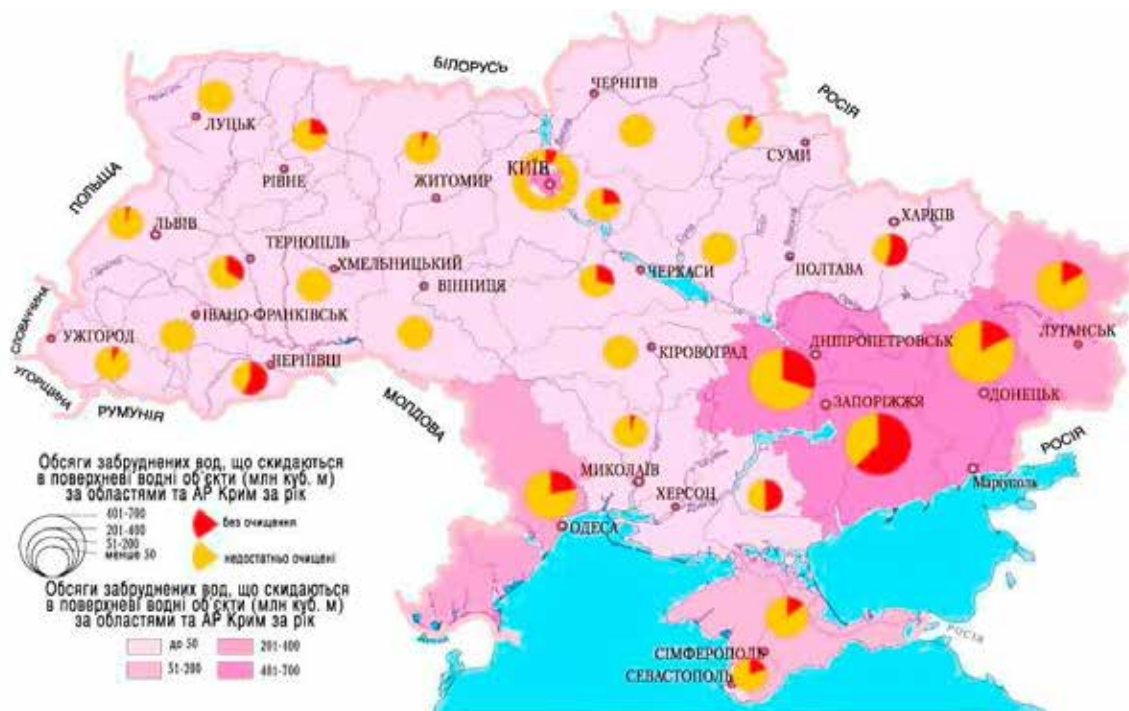 БІЛОРУСЬ
РОСІЯ
ПОЛЬЩА
СЛОВАЧЧИНА
УГОРЩИНА
РУМУНІЯ
МОЛДОВА
РОСІЯ
РОСІЯ
ЧЕРНІГІВ
ЛУЦЬК
РІВНЕ
ЖИТОМИР
КИЇВ
СУМИ
ЛЬВІВ
ТЕРНОПІЛЬ
ХМЕЛЬНИЦЬКИЙ
ВІННИЦЯ
ЧЕРКАСИ
ПОЛТАВА
ХАРКІВ
УЖГОРОД
ІВАНО-ФРАНКІВСЬК
ЧЕРНІВЦІ
КІРОВОГРАД
ДНІПРОПЕТРОВСЬК
ЛУГАНСЬК
ЗАПОРІЖЖЯ
ДОНЕЦЬК
МИКОЛАЇВ
ХЕРСОН
Маріуполь
ОДЕСА
СІМФЕРОПОЛЬ
СЕВАСТОПОЛЬ
Обсяги забруднених вод, що скидаються
в поверхневі водні об'єкти (млн куб. м)
за областями та АР Крим за рік
401-700
201-400
51-200
менше 50
без очищення
недостатньо очищені
Обсяги забруднених вод, що скидаються
в поверхневі водні об'єкти (млн куб. м)
за областями та АР Крим за рік
до 50
201-400
51-200
401-700